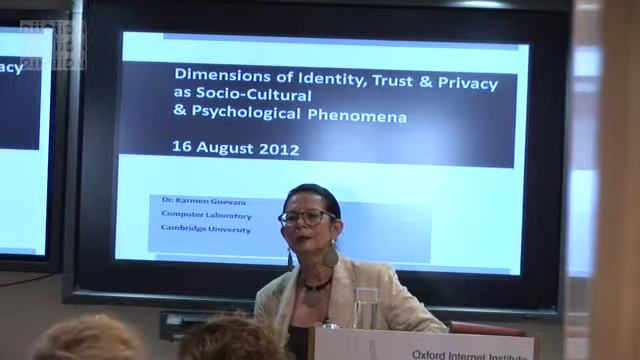 acy
Dimensions of Identity, Trust & Privacy
as Socio-Cultural
& Psychological Phenomena
16 August 2012
Dr. Karmen Guevara
Computer Laboratory
Cambridge University
Oxford Internet Institute